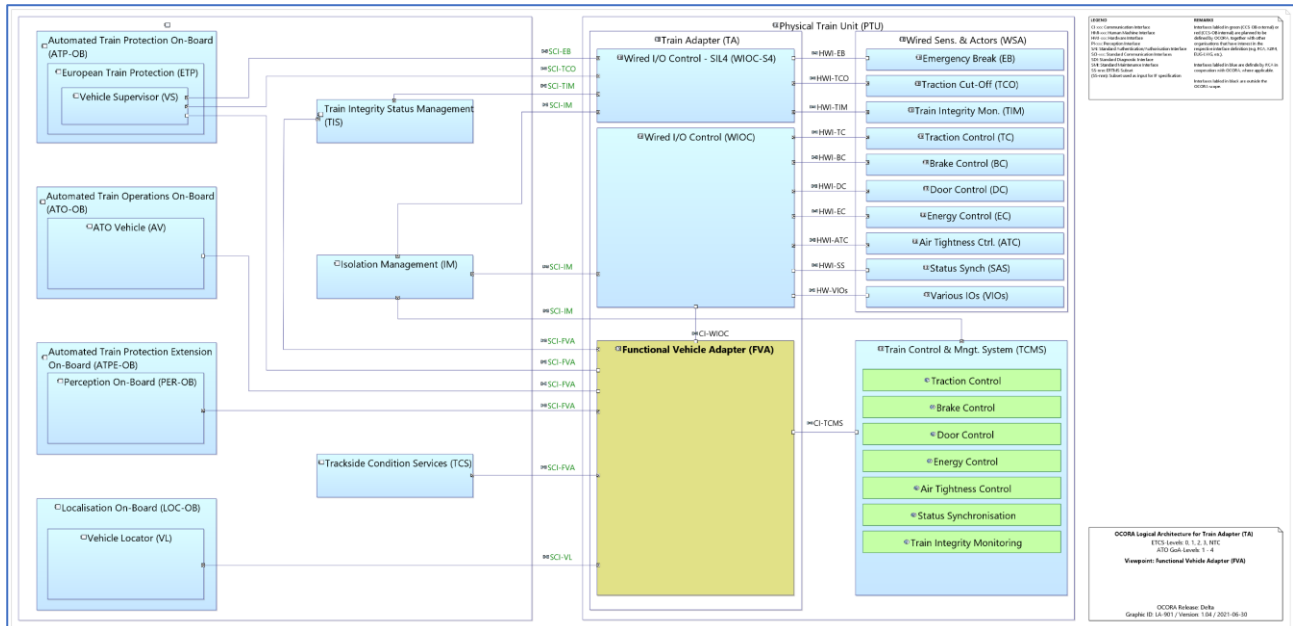 Physical Train Unit (PTU)
Automated Train Protection On-Board
(ATP-OB)
European Train Protection (ETP)
Vehicle Supervisor (VS)
Automated Train Operations On-Board
(ATO-OB)
ATO Vehicle (AV)
Automated Train Protection Extension
On-Board (ATPE-OB)
Perception On-Board (PER-OB)
Localisation On-Board (LOC-OB)
Vehicle Locator (VL)
Train Integrity Status Management
(TIS)
Isolation Management (IM)
Trackside Condition Services (TCS)
SCI-EB
SCI-TCO
SCI-TIM
SCI-IM
SCI-IM
SCI-IM
SCI-FVA
SCI-FVA
SCI-FVA
SCI-FVA
SCI-FVA
SCI-VL
Train Adapter (TA)
Wired I/O Control - SIL4 (WIOC-S4)
Wired I/O Control (WIOC)
CI-WIOC
Functional Vehicle Adapter (FVA)
CI-TCMS
HWI-EB
HWI-TCO
HWI-TIM
HWI-TC
HWI-BC
HWI-DC
HWI-EC
HWI-ATC
HWI-SS
HW-VIOs
Wired Sens. & Actors (WSA)
Emergency Break (EB)
Traction Cut-Off (TCO)
Train Integrity Mon. (TIM)
Traction Control (TC)
Brake Control (BC)
Door Control (DC)
Energy Control (EC)
Air Tightness Ctrl. (ATC)
Status Synch (SAS)
Various IOs (VIOs)
Train Control & Mngt. System (TCMS)
Traction Control
Brake Control
Door Control
Energy Control
Air Tightness Control
Status Synchronisation
Train Integrity Monitoring
LEGEND
REMARKS
OCORA Logical Architecture for Train Adapter (TA)
ETCS-Levels: 0, 1, 2, 3, NTC
ATO GoA Levels: 1 - 4
Viewpoint: Functional Vehicle Adapter (FVA)
OCORA Release: Delta
Graphic ID: LA-901 / Version: 1.04 / 2021-06-30